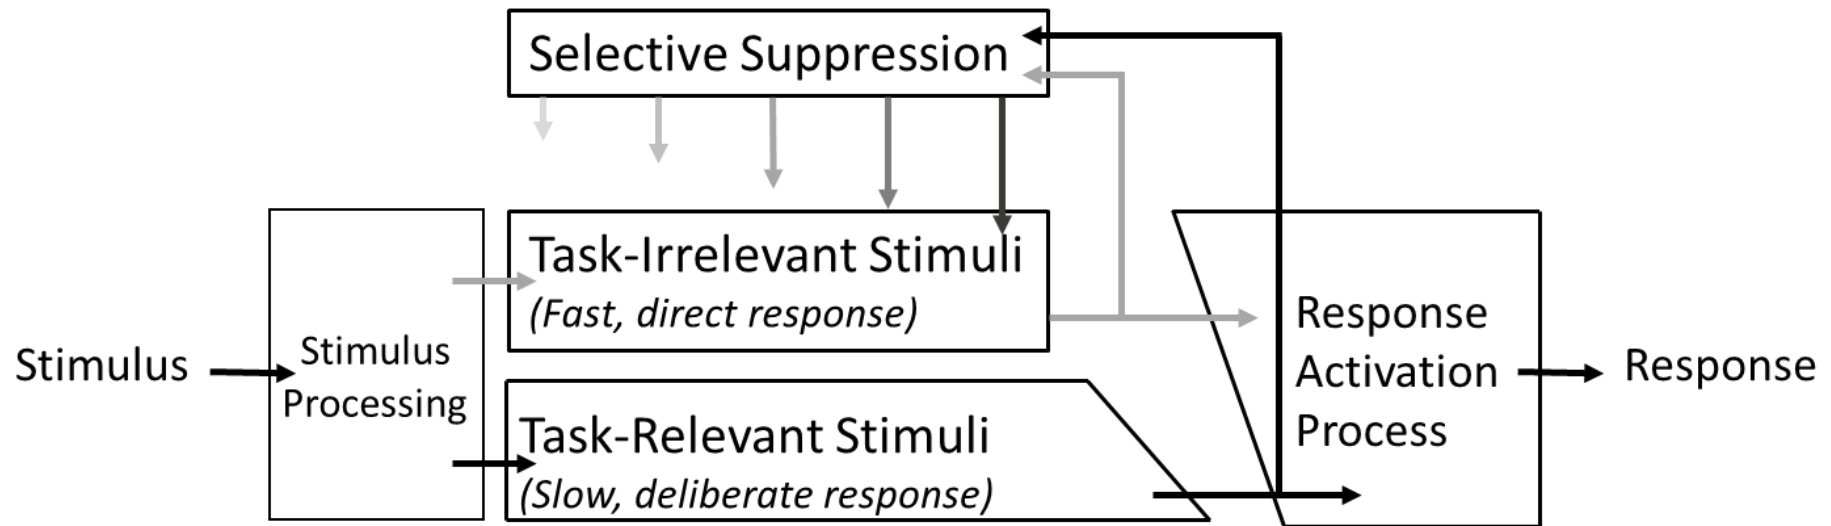 Selective Suppression
Task-Irrelevant Stimuli
(Fast, direct response)
Stimulus
Stimulus
Processing
Task-Relevant Stimuli
(Slow, deliberate response)
Response
Activation
Process
Response